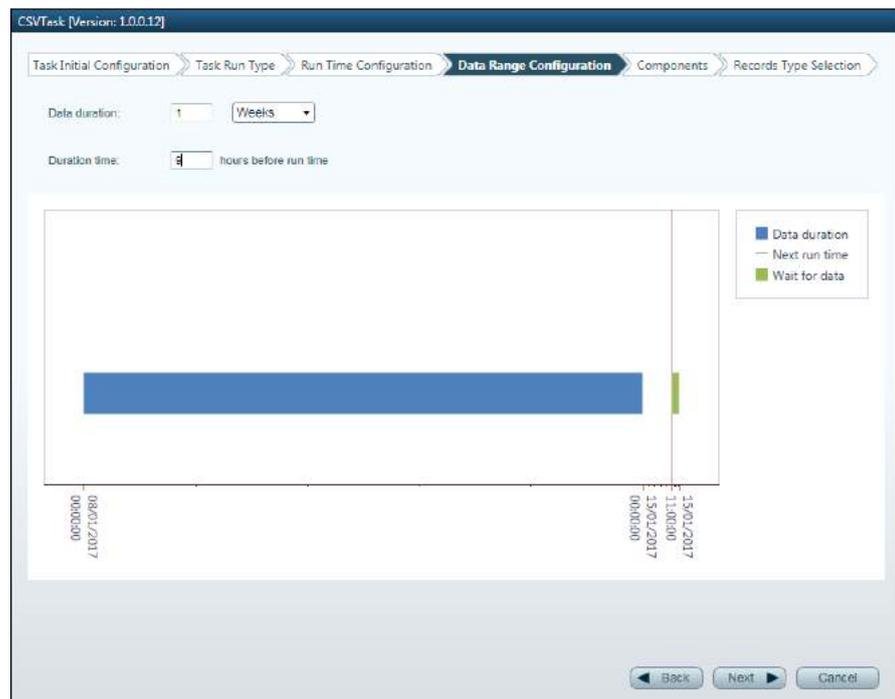 CSVTask [Version: 1.0.0.12]
Task Initial Configuration Task Run Type Run Time Configuration Data Range Configuration Components Records Type Selection
Data duration: 1 Weeks
Duration time: 9 hours before run time
Data duration
Next run time
Wait for data
08/01/2017
00:00:00
15/01/2017
00:00:00
15/01/2017
11:00:00
Back Next Cancel